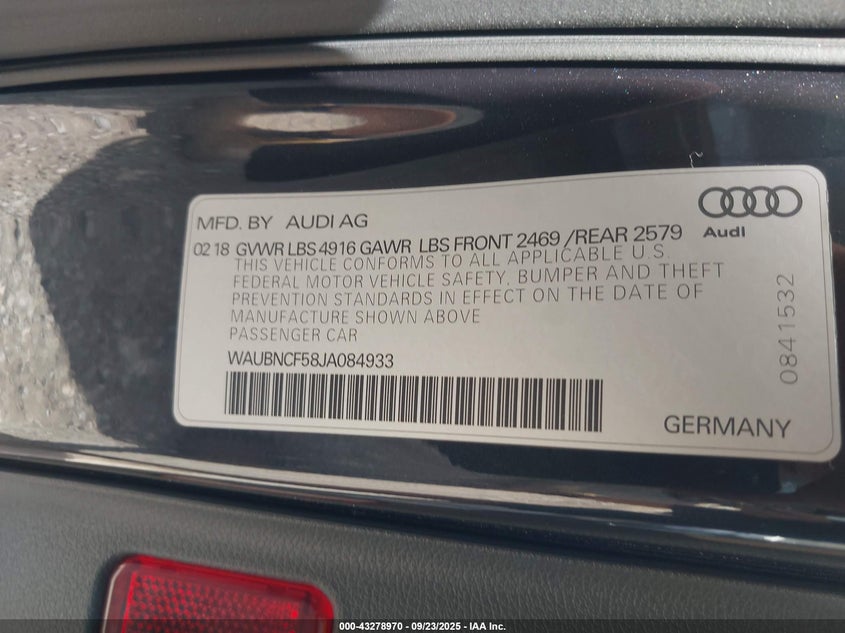 MFD. BY AUDI AG
Audi
02 18 GVWR LBS 4916 GAWR LBS FRONT 2469 /REAR 2579
THIS VEHICLE CONFORMS TO ALL APPLICABLE U.S.
FEDERAL MOTOR VEHICLE SAFETY, BUMPER AND THEFT
PREVENTION STANDARDS IN EFFECT ON THE DATE OF
MANUFACTURE SHOWN ABOVE
PASSENGER CAR
WAUBNCF58JA084933
0841532
GERMANY
000-43278970 - 09/23/2025 - IAA Inc.